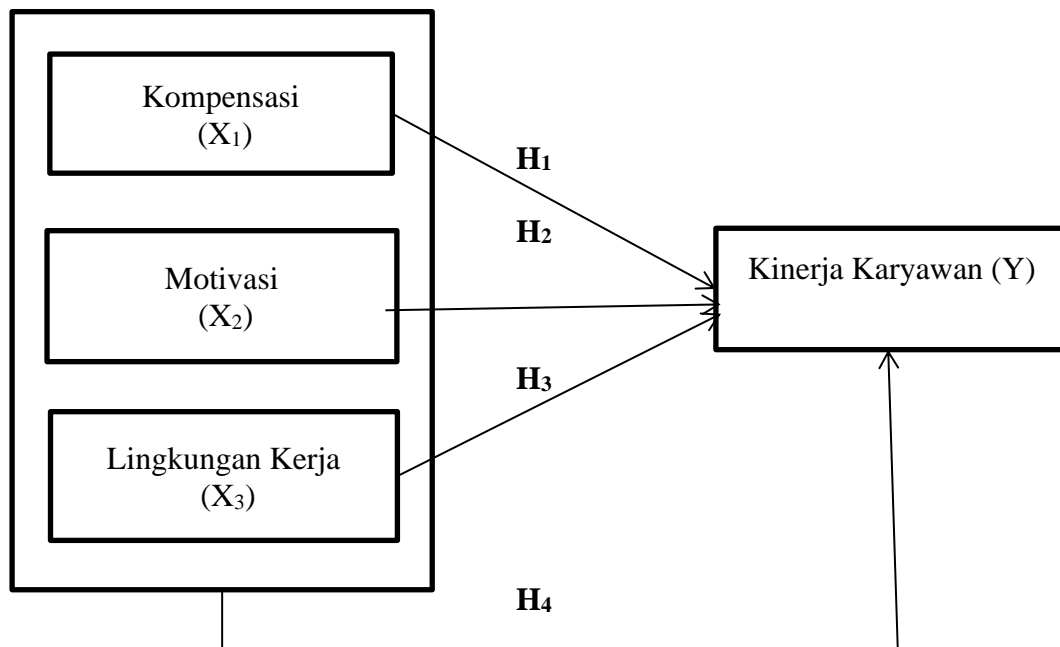 Kompensasi
(X₁)
H₁
H₂
Motivasi
(X₂)
Kinerja Karyawan (Y)
H₃
Lingkungan Kerja
(X₃)
H₄